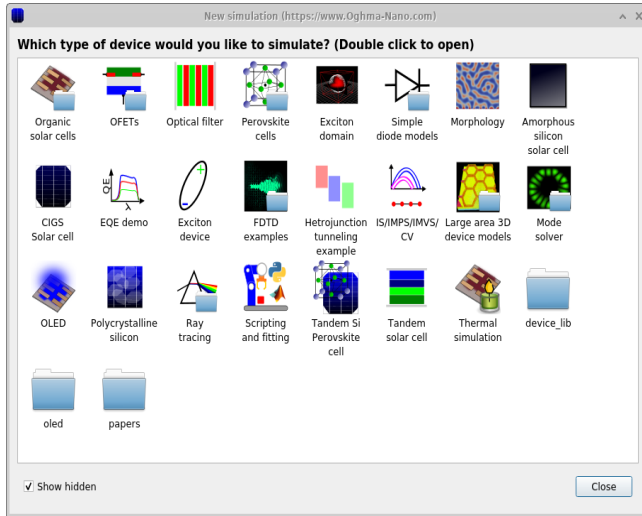 New simulation (https://www.Oghma-Nano.com)
Which type of device would you like to simulate? (Double click to open)
Organic
solar cells
OFETs
Optical filter
Perovskite
cells
Exciton
domain
Simple
diode models
Morphology
Amorphous
silicon
solar cell
CIGS
Solar cell
QE
λ
EQE demo
Exciton
device
FDTD
examples
Hetrojunction
tunneling
example
IS/IMPS/IMVS/
CV
Large area 3D
device models
Mode
solver
OLED
Polycrystalline
silicon
Ray
tracing
Scripting
and fitting
Tandem Si
Perovskite
cell
Tandem
solar cell
Thermal
simulation
device_lib
oled
papers
Show hidden
Close